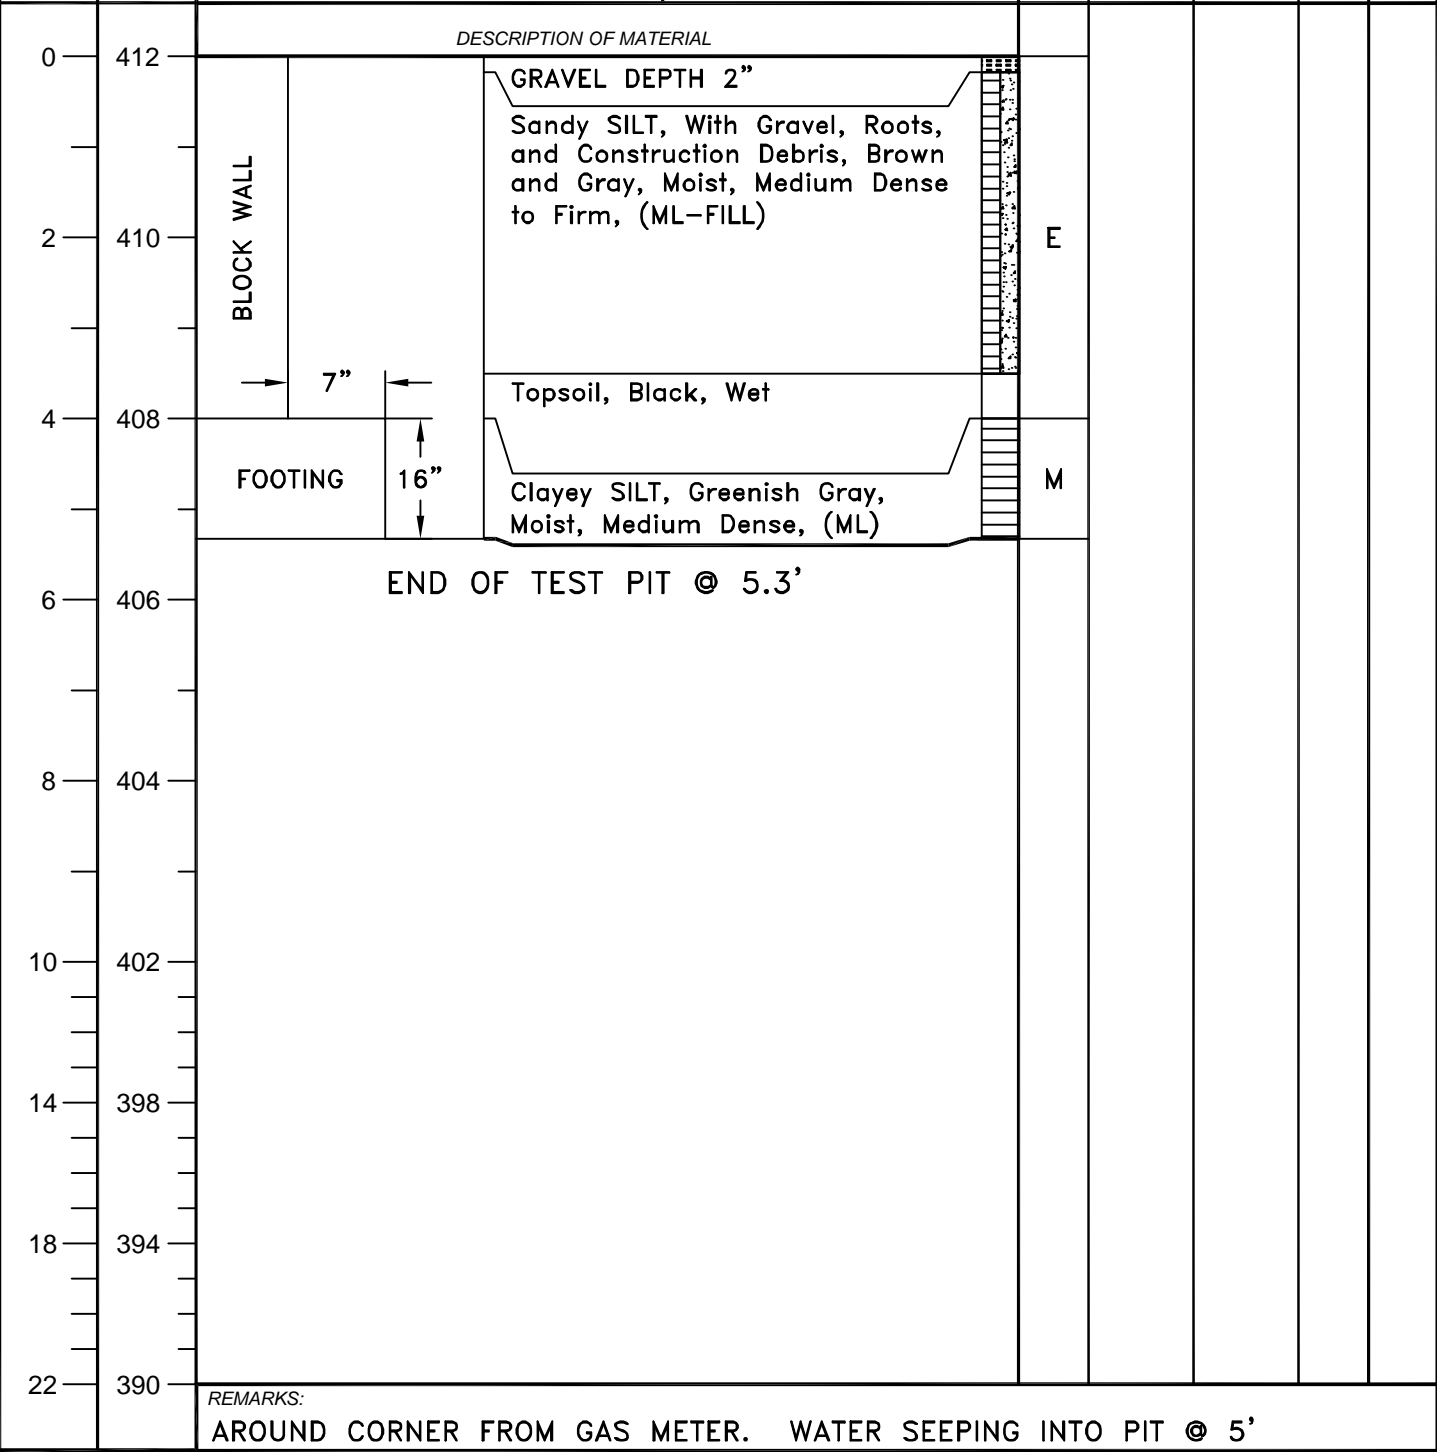 DESCRIPTION OF MATERIAL
0 412
GRAVEL DEPTH 2”
Sandy SILT, With Gravel, Roots,
and Construction Debris, Brown
and Gray, Moist, Medium Dense
to Firm, (ML-FILL)
BLOCK WALL
2 410 E
7”
Topsoil, Black, Wet
4 408
FOOTING 16” M
Clayey SILT, Greenish Gray,
Moist, Medium Dense, (ML)
END OF TEST PIT @ 5.3’
6 406
8 404
10 402
14 398
18 394
22 390
REMARKS:
AROUND CORNER FROM GAS METER. WATER SEEPING INTO PIT @ 5’